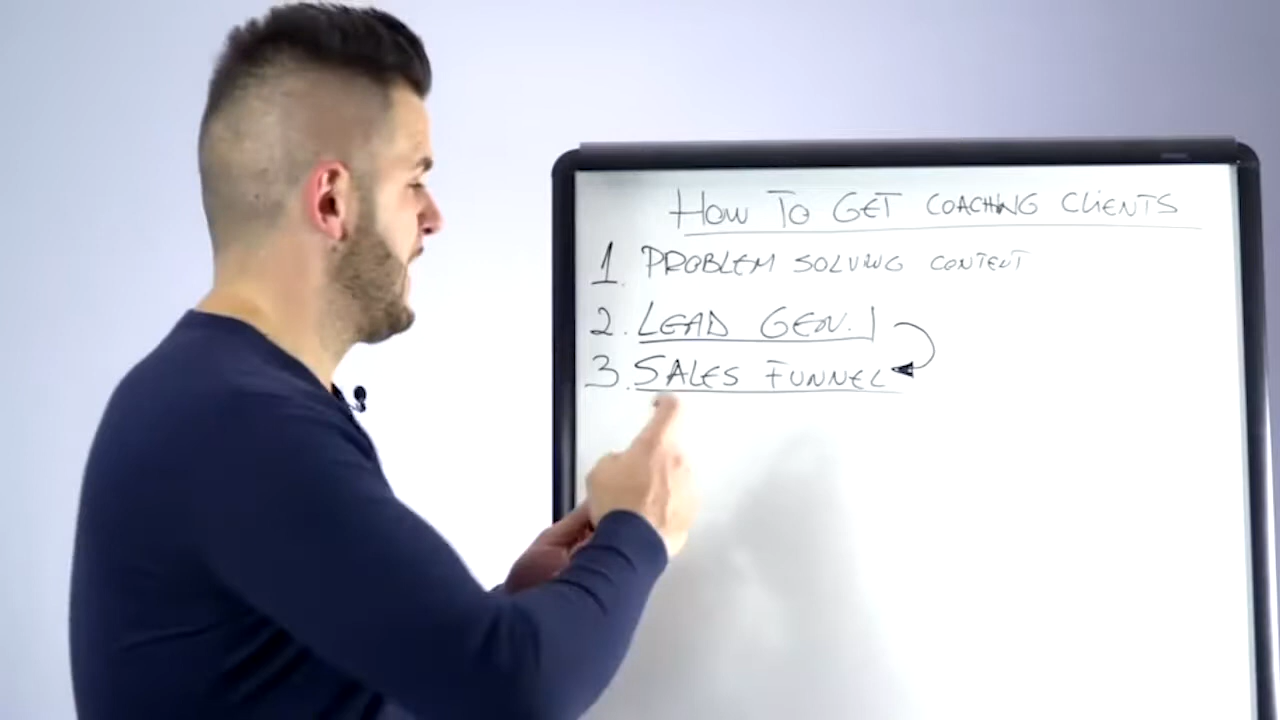 HOW TO GET COACHING CLIENTS
1. PROBLEM SOLVING CONTENT
2. LEAD GEN.
3. SALES FUNNEL